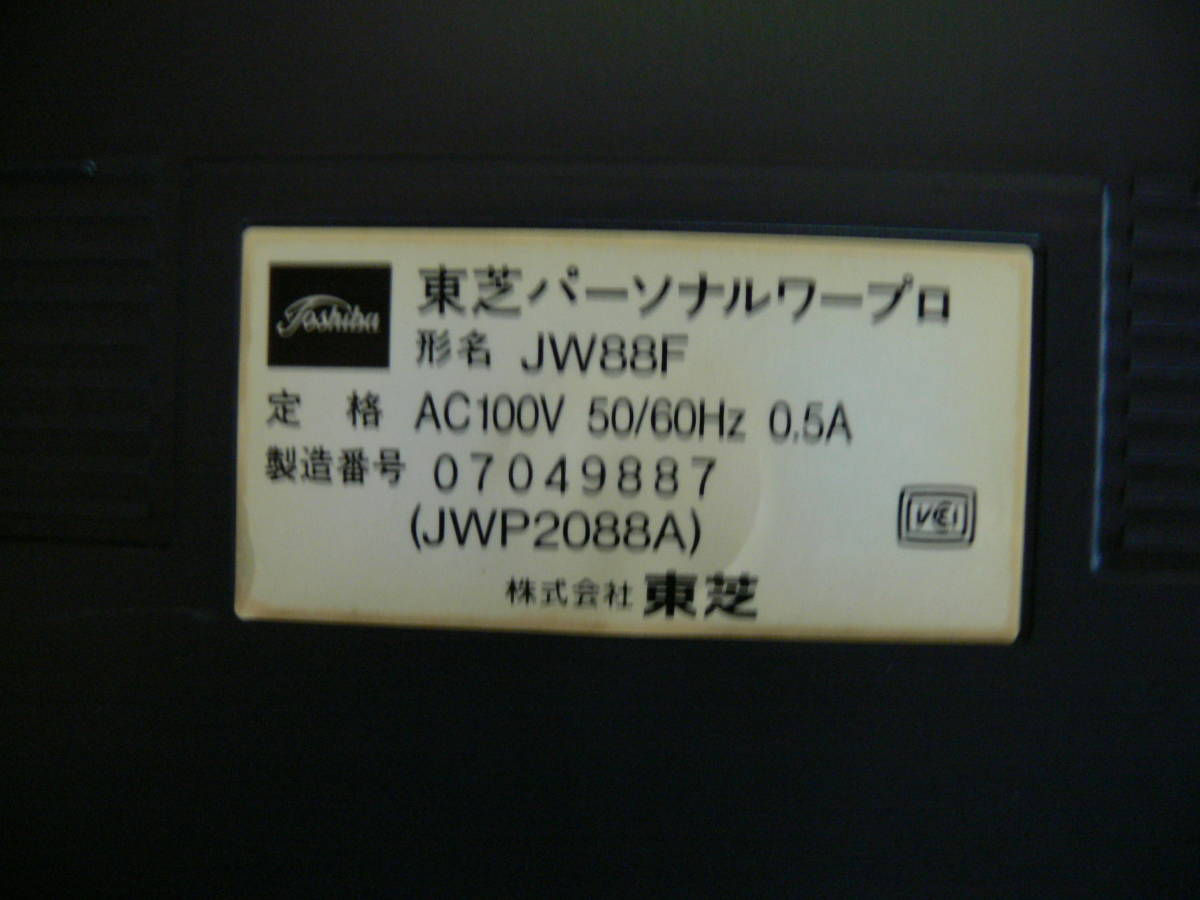 Toshiba
東芝パーソナルワープロ
形名 JW88F
定格 AC100V 50/60Hz 0.5A
製造番号 07049887
(JWP2088A)
VCCI
株式会社 東芝